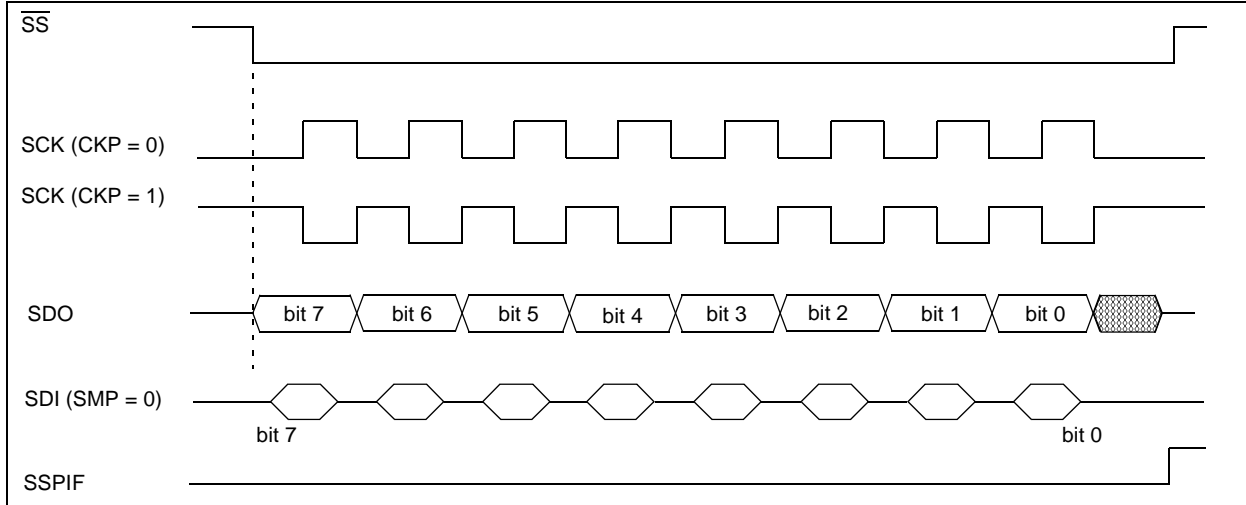 SS
SCK (CKP = 0)
SCK (CKP = 1)
SDO
bit 7
bit 6
bit 5
bit 4
bit 3
bit 2
bit 1
bit 0
SDI (SMP = 0)
bit 7
bit 0
SSPIF